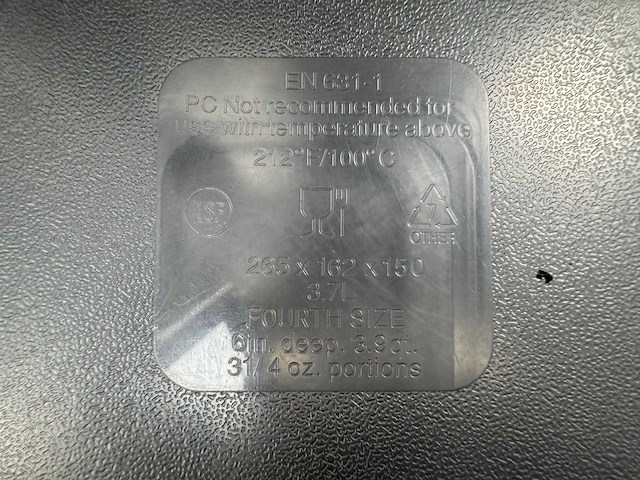 EN 631-1
PC Not recommended for
use with temperature above
212°F/100°C
NSF
7
OTHER
265 x 162 x 150
3.7L
FOURTH SIZE
6in. deep. 3.9qt.
31/ 4 oz. portions